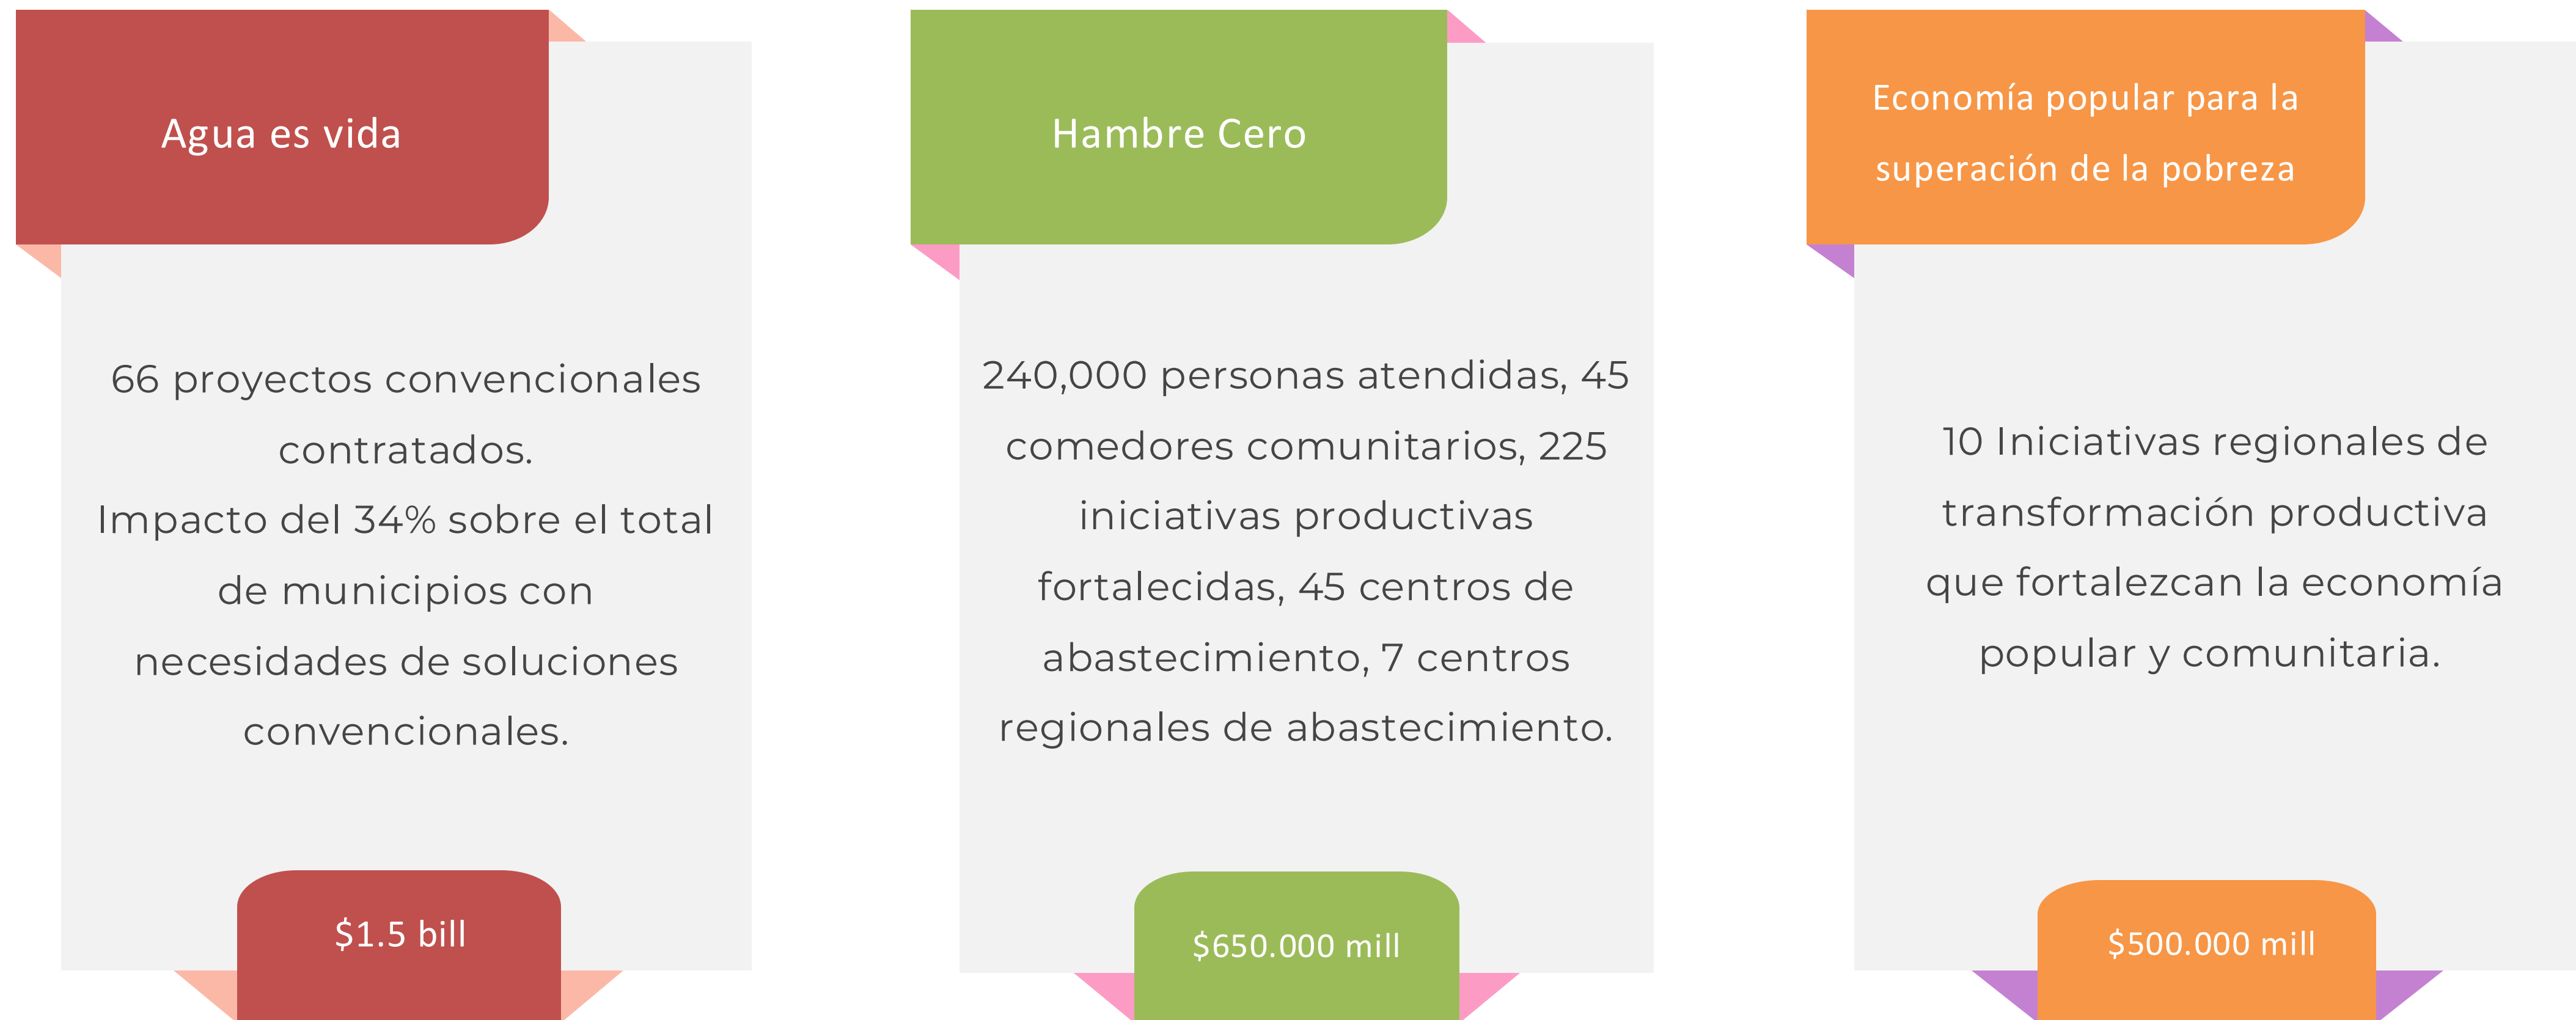 Agua es vida
66 proyectos convencionales
contratados.
Impacto del 34% sobre el total
de municipios con
necesidades de soluciones
convencionales.
$1.5 bill
Hambre Cero
240,000 personas atendidas, 45
comedores comunitarios, 225
iniciativas productivas
fortalecidas, 45 centros de
abastecimiento, 7 centros
regionales de abastecimiento.
$650.000 mill
Economía popular para la
superación de la pobreza
10 Iniciativas regionales de
transformación productiva
que fortalezcan la economía
popular y comunitaria.
$500.000 mill